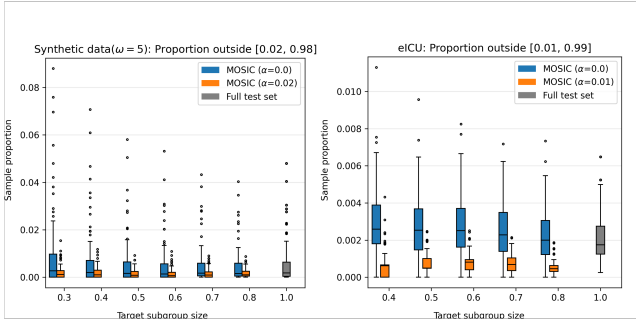 Synthetic data(ω = 5): Proportion outside [0.02, 0.98]
Sample proportion
0.08
0.06
0.04
0.02
0.00
MOSIC (α=0.0)
MOSIC (α=0.02)
Full test set
0.3 0.4 0.5 0.6 0.7 0.8 1.0
Target subgroup size
eICU: Proportion outside [0.01, 0.99]
Sample proportion
0.010
0.008
0.006
0.004
0.002
0.000
MOSIC (α=0.0)
MOSIC (α=0.01)
Full test set
0.4 0.5 0.6 0.7 0.8 1.0
Target subgroup size